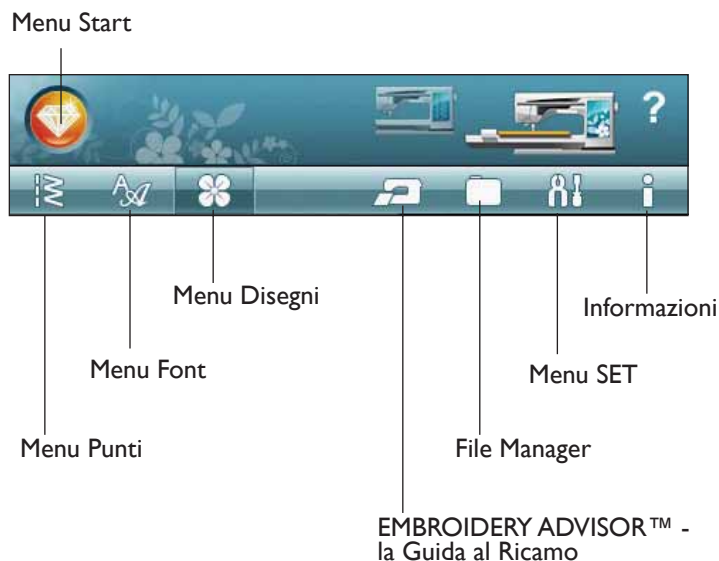 Menu Start
?
Menu Disegni
Informazioni
Menu Font
Menu SET
Menu Punti
File Manager
EMBROIDERY ADVISOR™ -
la Guida al Ricamo